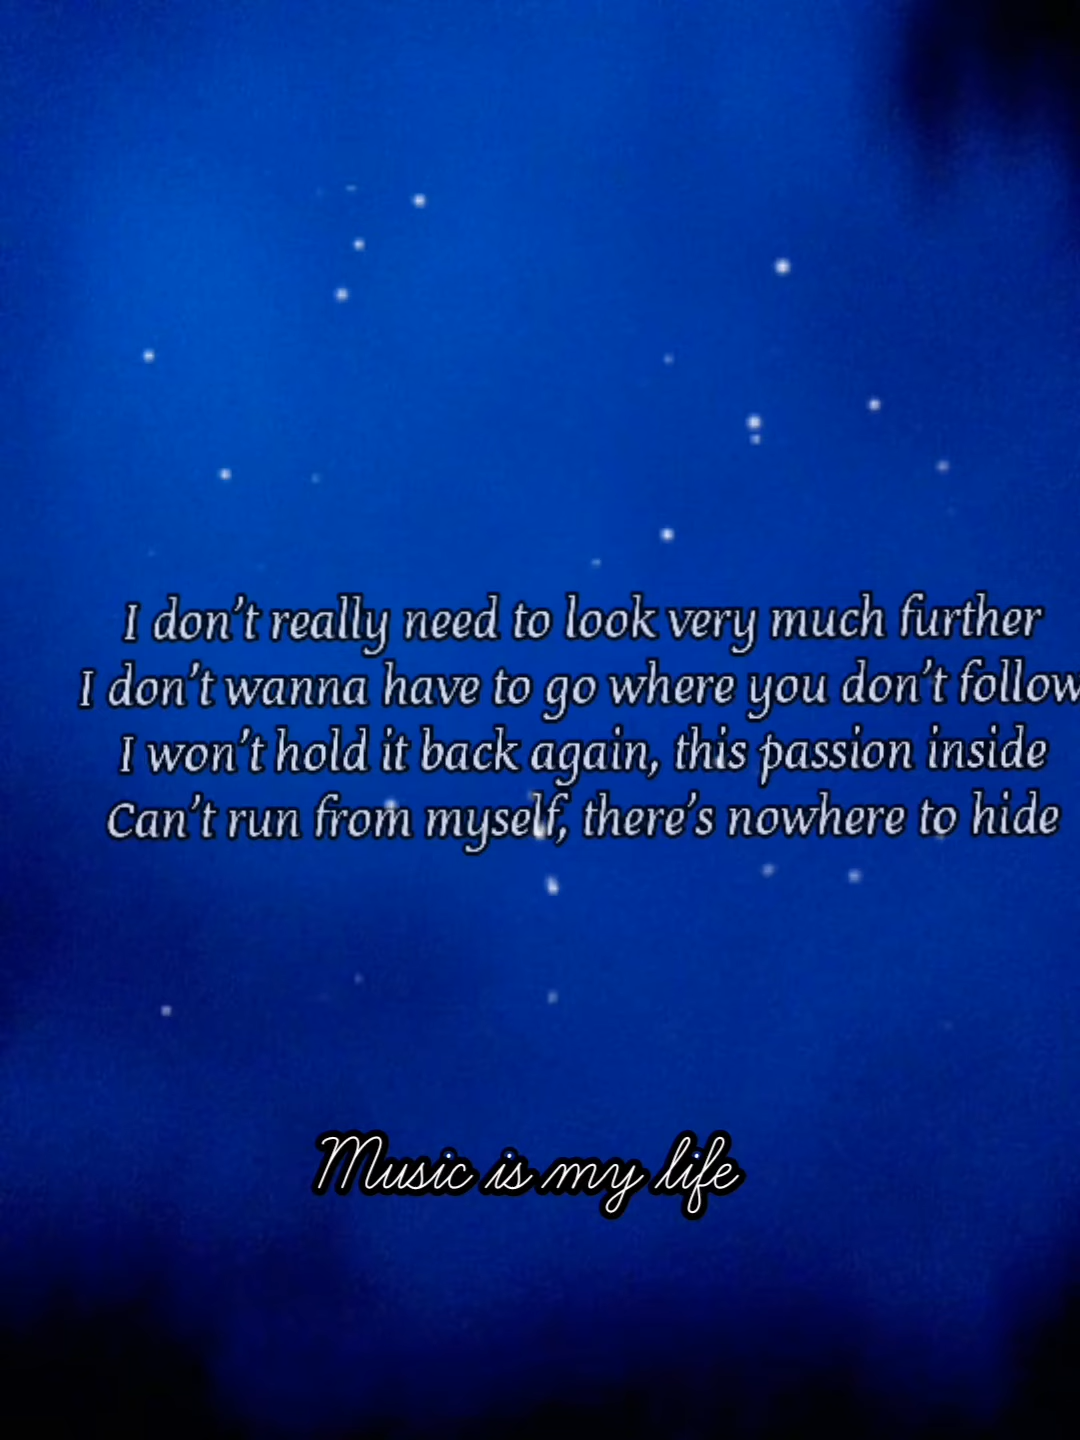 I don't really need to look very much further
I don't wanna have to go where you don't follow
I won't hold it back again, this passion inside
Can't run from myself, there's nowhere to hide
Music is my life